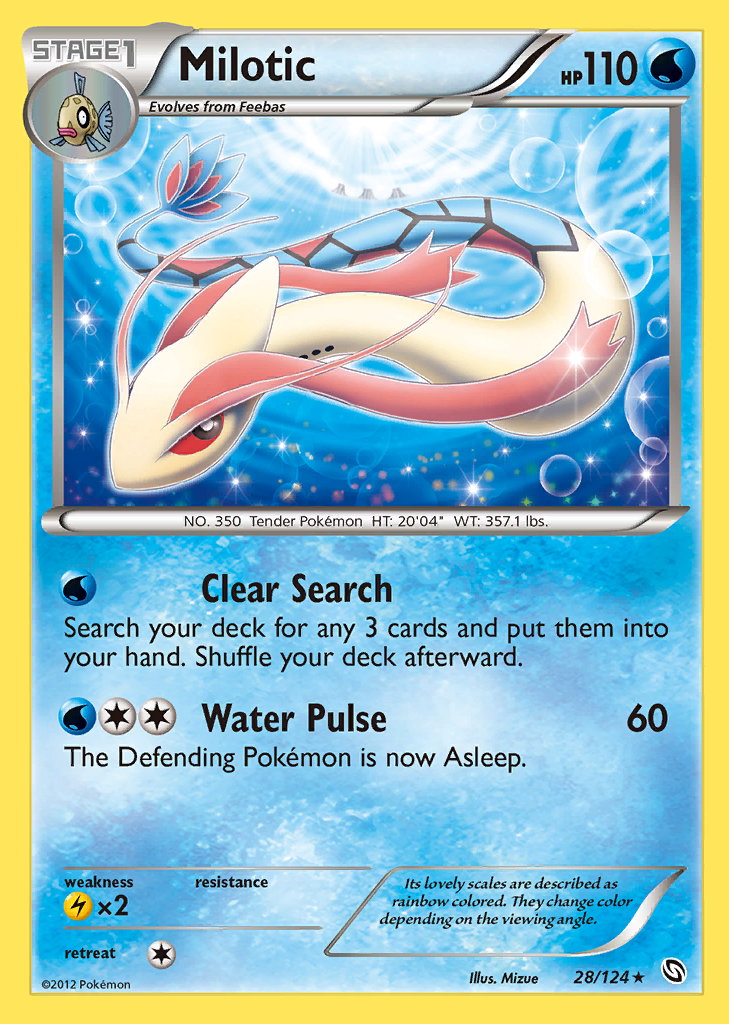 STAGE1
Milotic
HP110
Evolves from Feebas
NO. 350 Tender Pokémon HT: 20'04" WT: 357.1 lbs.
Clear Search
Search your deck for any 3 cards and put them into
your hand. Shuffle your deck afterward.
Water Pulse 60
The Defending Pokémon is now Asleep.
weakness resistance
×2
Its lovely scales are described as
rainbow colored. They change color
depending on the viewing angle.
retreat
©2012 Pokémon
Illus. Mizue 28/124 ★